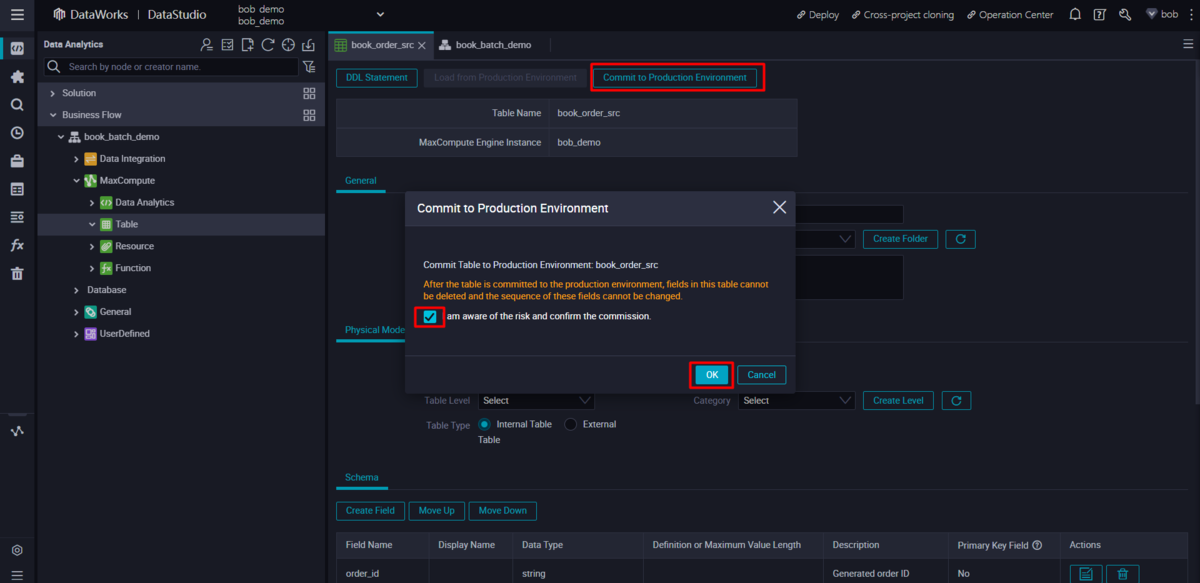 DataWorks | DataStudio
bob_demo
bob_demo
Deploy
Cross-project cloning
Operation Center
bob
Data Analytics
Search by node or creator name.
Solution
Business Flow
book_batch_demo
Data Integration
MaxCompute
Data Analytics
Table
Resource
Function
Database
General
UserDefined
book_order_src
book_batch_demo
DDL Statement
Load from Production Environment
Commit to Production Environment
Table Name
book_order_src
MaxCompute Engine Instance
bob_demo
General
Create Folder
Commit to Production Environment
Commit Table to Production Environment: book_order_src
After the table is committed to the production environment, fields in this table cannot
be deleted and the sequence of these fields cannot be changed.
am aware of the risk and confirm the commission.
OK
Cancel
Physical Mode
Table Level
Select
Category
Select
Create Level
Table Type
Internal Table
External
Table
Schema
Create Field
Move Up
Move Down
Field Name
Display Name
Data Type
Definition or Maximum Value Length
Description
Primary Key Field
Actions
order_id
string
Generated order ID
No